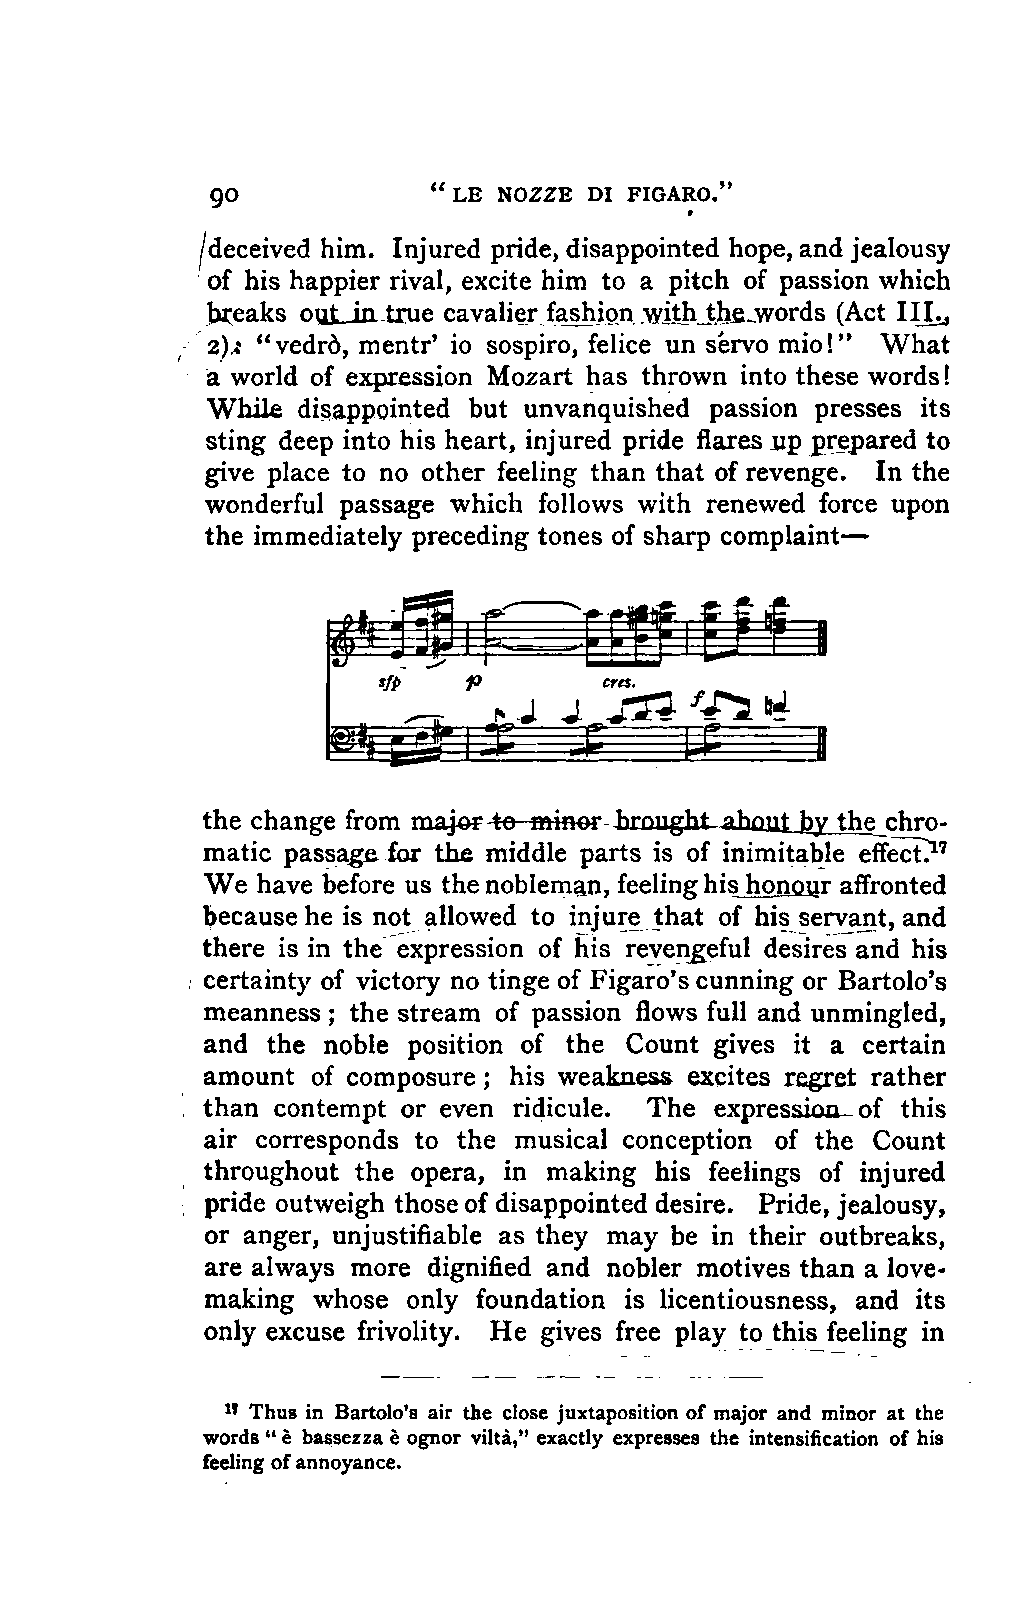 90 "LE NOZZE DI FIGARO."
deceived him. Injured pride, disappointed hope, and jealousy
of his happier rival, excite him to a pitch of passion which
breaks out in true cavalier fashion with the words (Act III.,
2): "vedrò, mentr' io sospiro, felice un servo mio!" What
a world of expression Mozart has thrown into these words!
While disappointed but unvanquished passion presses its
sting deep into his heart, injured pride flares up prepared to
give place to no other feeling than that of revenge. In the
wonderful passage which follows with renewed force upon
the immediately preceding tones of sharp complaint—
sfp p cres.
f
the change from major to minor brought about by the chro-
matic passage for the middle parts is of inimitable effect.¹⁷
We have before us the nobleman, feeling his honour affronted
because he is not allowed to injure that of his servant, and
there is in the expression of his revengeful desires and his
certainty of victory no tinge of Figaro's cunning or Bartolo's
meanness; the stream of passion flows full and unmingled,
and the noble position of the Count gives it a certain
amount of composure; his weakness excites regret rather
than contempt or even ridicule. The expression of this
air corresponds to the musical conception of the Count
throughout the opera, in making his feelings of injured
pride outweigh those of disappointed desire. Pride, jealousy,
or anger, unjustifiable as they may be in their outbreaks,
are always more dignified and nobler motives than a love-
making whose only foundation is licentiousness, and its
only excuse frivolity. He gives free play to this feeling in
¹⁷ Thus in Bartolo's air the close juxtaposition of major and minor at the
words "è bassezza è ognor viltà," exactly expresses the intensification of his
feeling of annoyance.